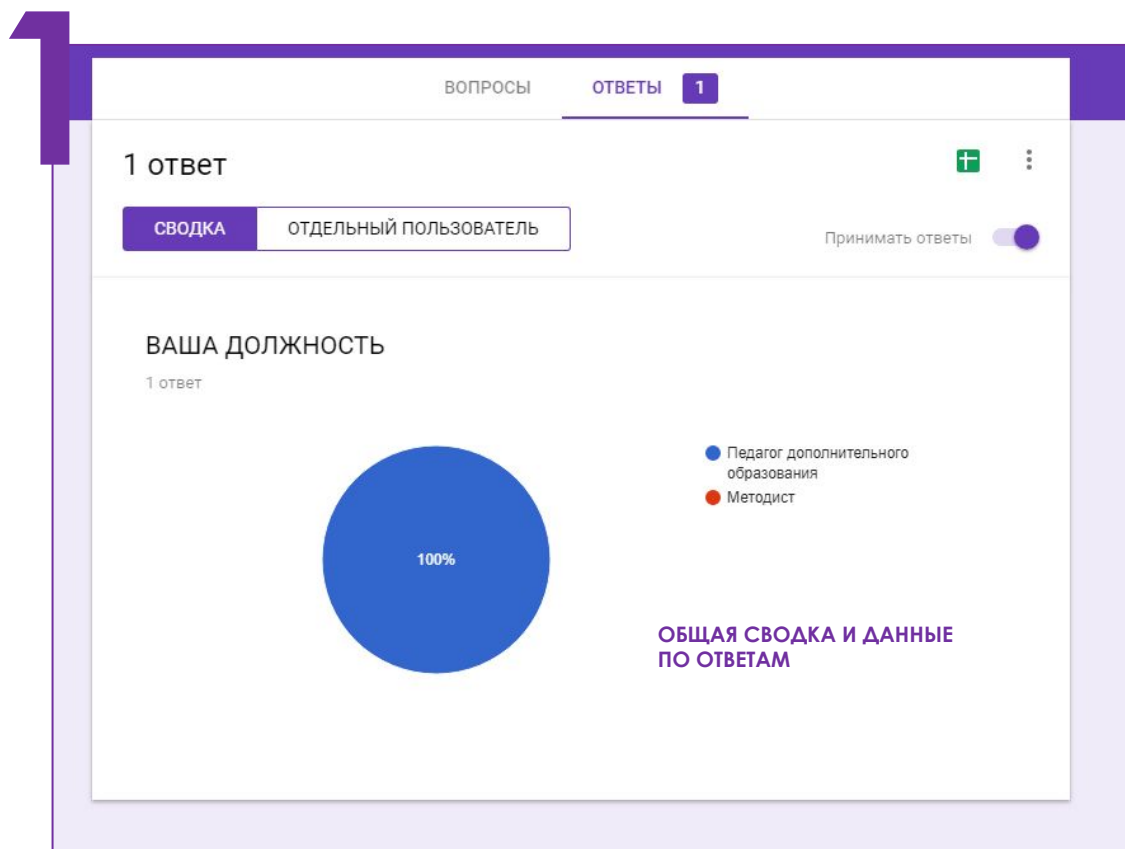 1
ВОПРОСЫ ОТВЕТЫ 1
1 ответ
СВОДКА ОТДЕЛЬНЫЙ ПОЛЬЗОВАТЕЛЬ
Принимать ответы
ВАША ДОЛЖНОСТЬ
1 ответ
Педагог дополнительного
образования
Методист
100%
ОБЩАЯ СВОДКА И ДАННЫЕ
ПО ОТВЕТАМ